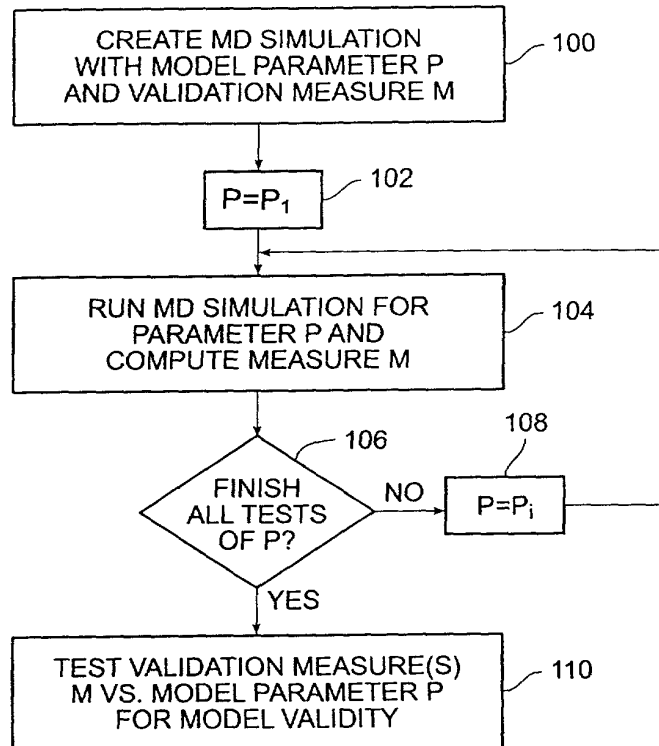 CREATE MD SIMULATION
WITH MODEL PARAMETER P
AND VALIDATION MEASURE M
100
P=P₁
102
RUN MD SIMULATION FOR
PARAMETER P AND
COMPUTE MEASURE M
104
106
FINISH
ALL TESTS
OF P?
NO
108
P=Pᵢ
YES
TEST VALIDATION MEASURE(S)
M VS. MODEL PARAMETER P
FOR MODEL VALIDITY
110